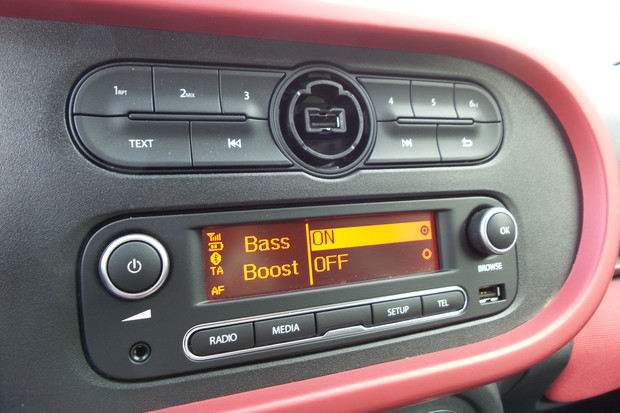 1RPT 2MIX 3 4 5 6
TEXT
Bass ON
Boost OFF
TA
AF
OK
BROWSE
RADIO MEDIA SETUP TEL